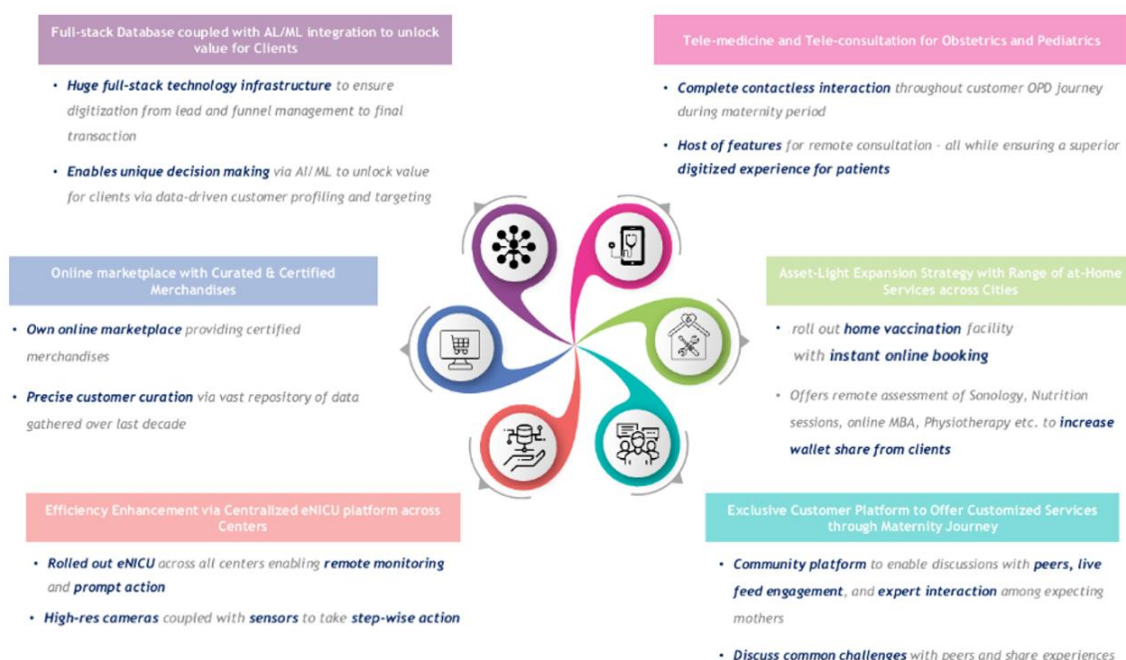 Full-stack Database coupled with AL/ML integration to unlock
value for Clients
• Huge full-stack technology infrastructure to ensure
digitization from lead and funnel management to final
transaction
• Enables unique decision making via AI/ML to unlock value
for clients via data-driven customer profiling and targeting
Tele-medicine and Tele-consultation for Obstetrics and Pediatrics
• Complete contactless interaction throughout customer OPD journey
during maternity period
• Host of features for remote consultation - all while ensuring a superior
digitized experience for patients
Online marketplace with Curated & Certified
Merchandises
• Own online marketplace providing certified
merchandises
• Precise customer curation via vast repository of data
gathered over last decade
Asset-Light Expansion Strategy with Range of at-Home
Services across Cities
• roll out home vaccination facility
with instant online booking
• Offers remote assessment of Sonology, Nutrition
sessions, online MBA, Physiotherapy etc. to increase
wallet share from clients
Efficiency Enhancement via Centralized eNICU platform across
Centers
• Rolled out eNICU across all centers enabling remote monitoring
and prompt action
• High-res cameras coupled with sensors to take step-wise action
Exclusive Customer Platform to Offer Customized Services
through Maternity Journey
• Community platform to enable discussions with peers, live
feed engagement, and expert interaction among expecting
mothers
• Discuss common challenges with peers and share experiences